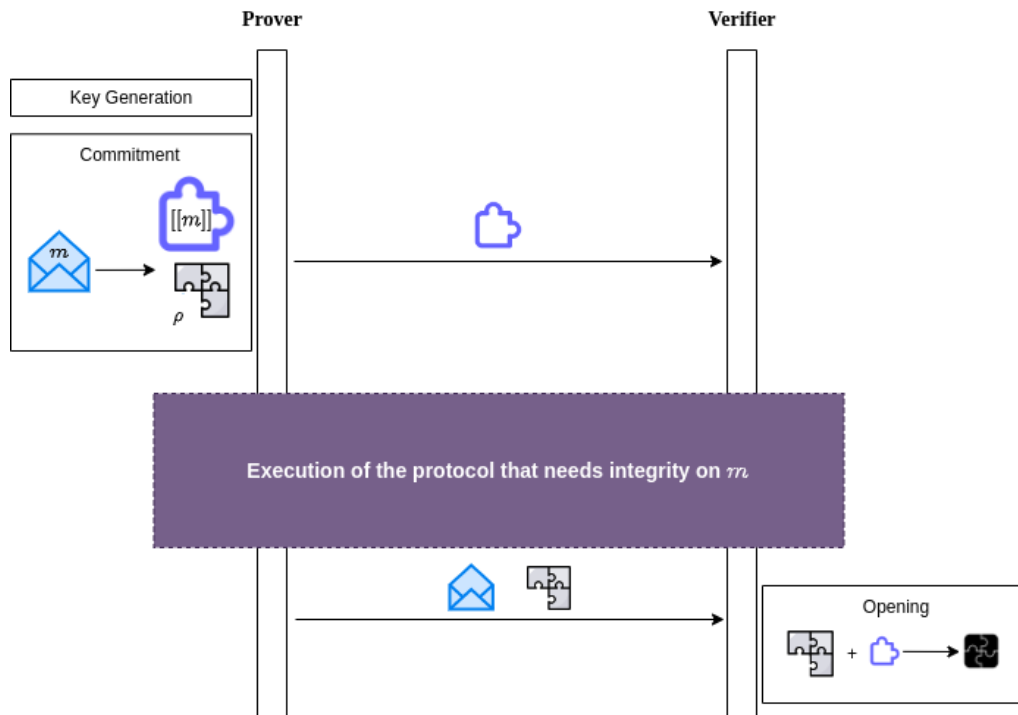 Prover
Verifier
Key Generation
Commitment
m
[[m]]
ρ
Execution of the protocol that needs integrity on m
Opening
+